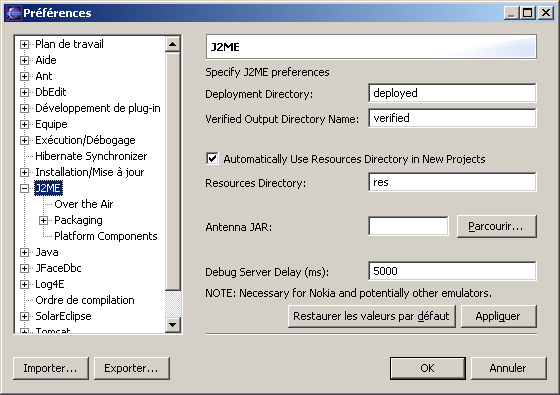 Préférences
Plan de travail
Aide
Ant
DbEdit
Développement de plug-in
Equipe
Exécution/Débogage
Hibernate Synchronizer
Installation/Mise à jour
J2ME
Over the Air
Packaging
Platform Components
Java
JFaceDbc
Log4E
Ordre de compilation
SolarEclipse
Tomcat
J2ME
Specify J2ME preferences
Deployment Directory: deployed
Verified Output Directory Name: verified
Automatically Use Resources Directory in New Projects
Resources Directory: res
Antenna JAR: Parcourir...
Debug Server Delay (ms): 5000
NOTE: Necessary for Nokia and potentially other emulators.
Restaurer les valeurs par défaut Appliquer
Importer... Exporter... OK Annuler